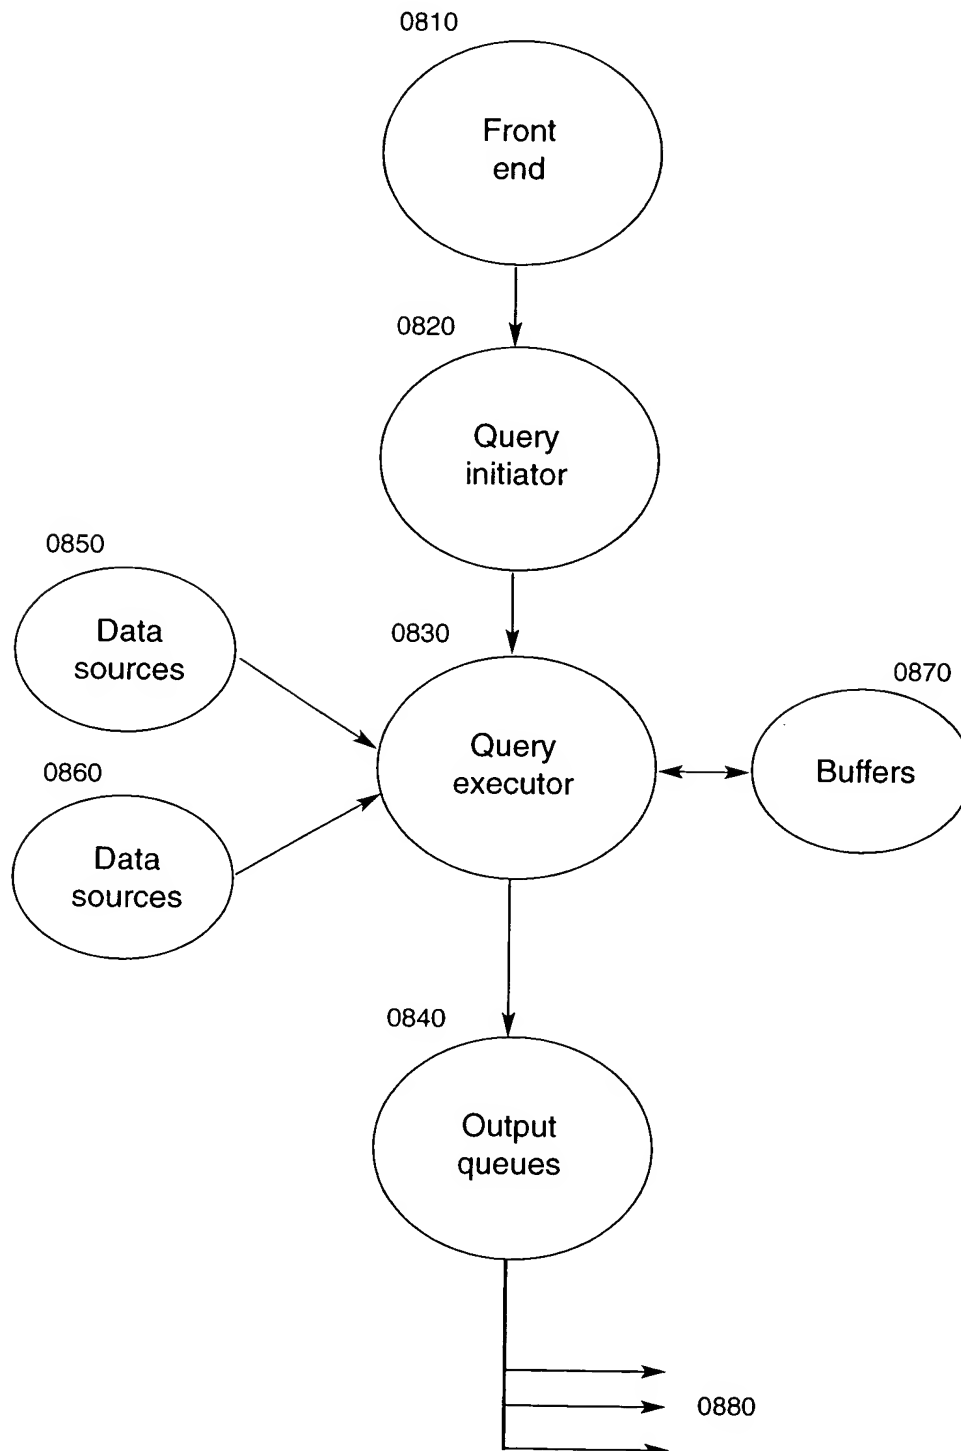 0810
Front
end
0820
Query
initiator
0850
Data
sources
0830
Query
executor
0870
Buffers
0860
Data
sources
0840
Output
queues
0880